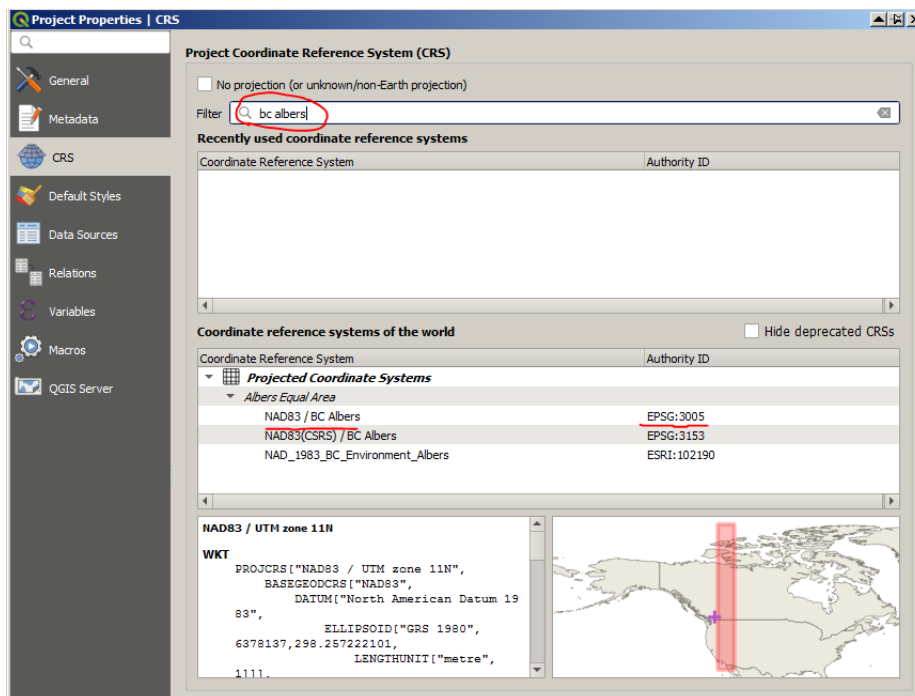 Project Properties | CRS
General
Metadata
CRS
Default Styles
Data Sources
Relations
Variables
Macros
QGIS Server
Project Coordinate Reference System (CRS)
No projection (or unknown/non-Earth projection)
Filter bc albers
Recently used coordinate reference systems
Coordinate Reference System Authority ID
Coordinate reference systems of the world Hide deprecated CRSs
Coordinate Reference System Authority ID
Projected Coordinate Systems
Albers Equal Area
NAD83 / BC Albers EPSG:3005
NAD83(CSRS) / BC Albers EPSG:3153
NAD_1983_BC_Environment_Albers ESRI:102190
NAD83 / UTM zone 11N
WKT
PROJCRS["NAD83 / UTM zone 11N",
BASEGEODCRS["NAD83",
DATUM["North American Datum 19
83",
ELLIPSOID["GRS 1980",
6378137,298.257222101,
LENGTHUNIT["metre",
1]]],